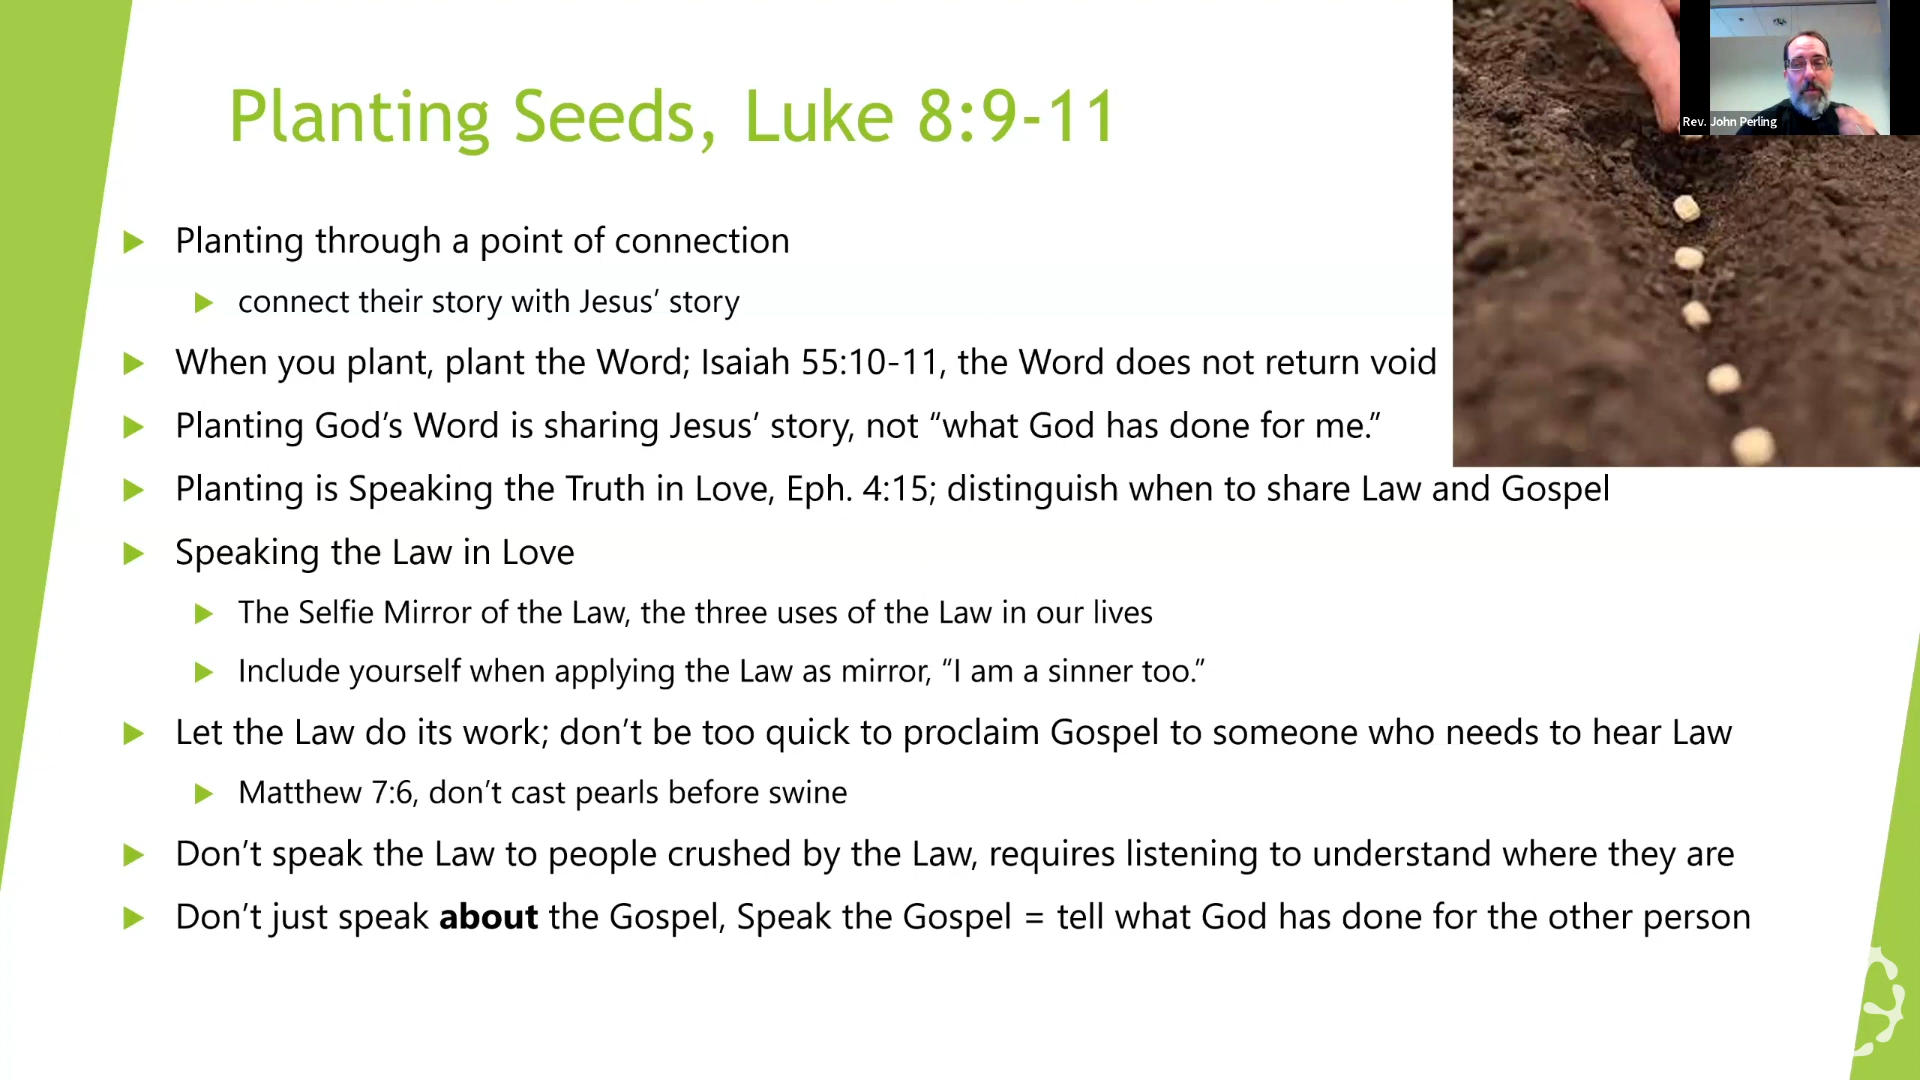 Planting Seeds, Luke 8:9-11
Rev. John Perling
Planting through a point of connection
connect their story with Jesus’ story
When you plant, plant the Word; Isaiah 55:10-11, the Word does not return void
Planting God’s Word is sharing Jesus’ story, not “what God has done for me.”
Planting is Speaking the Truth in Love, Eph. 4:15; distinguish when to share Law and Gospel
Speaking the Law in Love
The Selfie Mirror of the Law, the three uses of the Law in our lives
Include yourself when applying the Law as mirror, “I am a sinner too.”
Let the Law do its work; don’t be too quick to proclaim Gospel to someone who needs to hear Law
Matthew 7:6, don’t cast pearls before swine
Don’t speak the Law to people crushed by the Law, requires listening to understand where they are
Don’t just speak about the Gospel, Speak the Gospel = tell what God has done for the other person